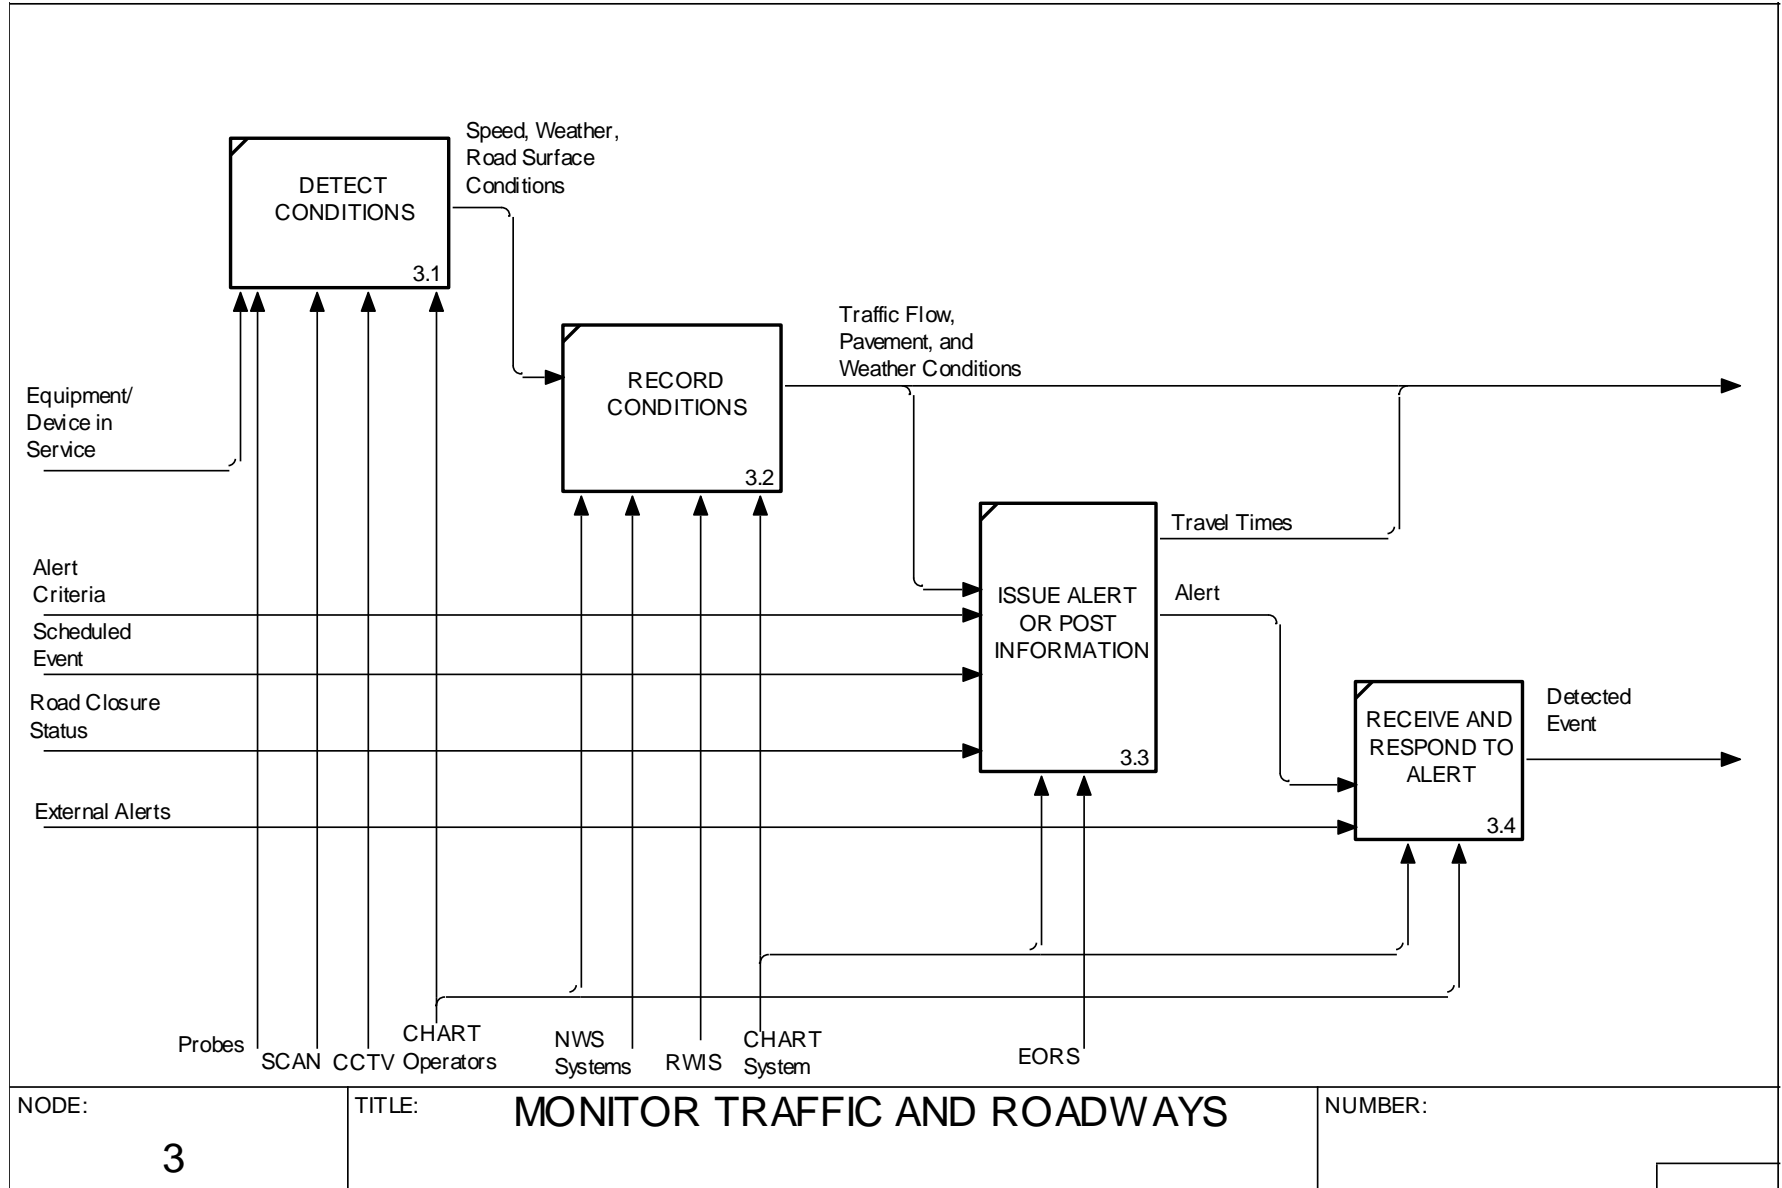 Speed, Weather,
Road Surface
Conditions
DETECT
CONDITIONS
3.1
Traffic Flow,
Pavement, and
Weather Conditions
RECORD
CONDITIONS
3.2
Equipment/
Device in
Service
Travel Times
Alert
Criteria
Scheduled
Event
Road Closure
Status
External Alerts
ISSUE ALERT
OR POST
INFORMATION
3.3
Alert
RECEIVE AND
RESPOND TO
ALERT
3.4
Detected
Event
Probes
SCAN
CCTV
CHART
Operators
NWS
Systems
RWIS
CHART
System
EORS
NODE:
3
TITLE:
MONITOR TRAFFIC AND ROADWAYS
NUMBER: